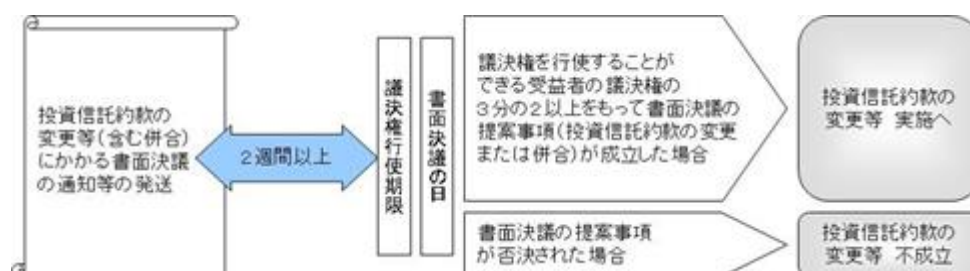 投資信託約款の
変更等(含む併合)
にかかる書面決議
の通知等の発送
2週間以上
議決権行使期限
書面決議の日
議決権を行使することが
できる受益者の議決権の
3分の2以上をもって書面決議の
提案事項(投資信託約款の変更
または併合)が成立した場合
投資信託約款の
変更等 実施へ
書面決議の提案事項
が否決された場合
投資信託約款の
変更等 不成立